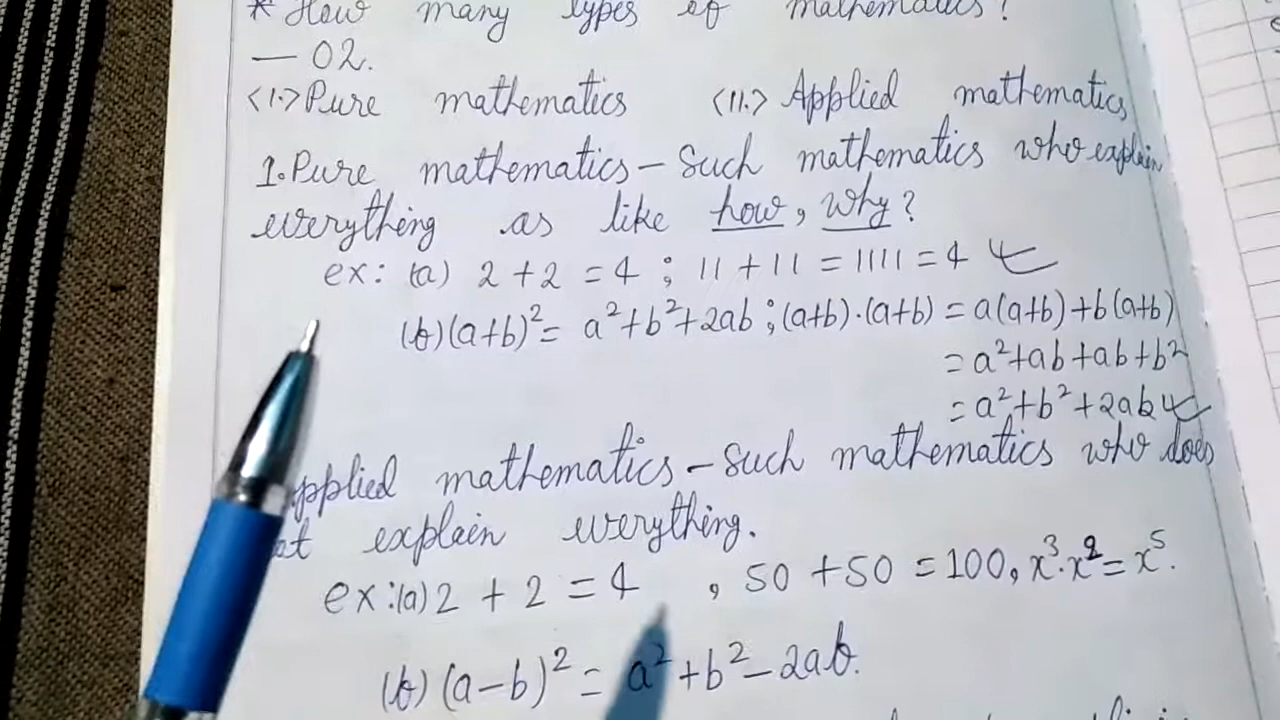 * How many types of mathematics?
— 02.
<1.> Pure mathematics <11.> Applied mathematics
1. Pure mathematics – Such mathematics who explain
everything as like how, why?
ex: (a) 2 + 2 = 4 ; 11 + 11 = 1111 = 4
(b) (a+b)² = a² + b² + 2ab ; (a+b)·(a+b) = a(a+b) + b(a+b)
= a² + ab + ab + b²
= a² + b² + 2ab
pplied mathematics – Such mathematics who does
ot explain everything.
ex: (a) 2 + 2 = 4 , 50 + 50 = 100, x³·x² = x⁵.
(b) (a-b)² = a² + b² - 2ab.